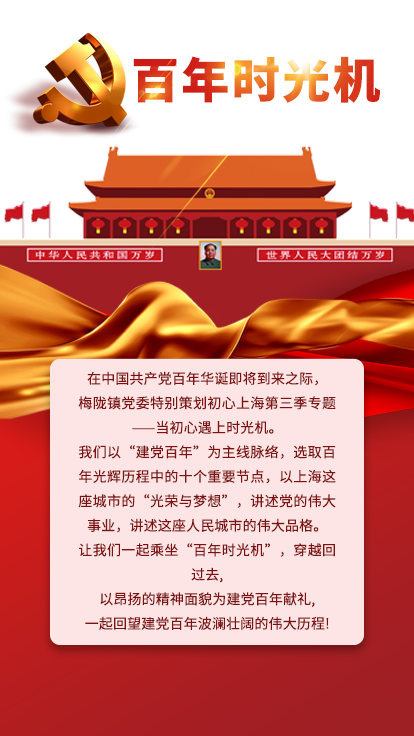 百年时光机
中华人民共和国万岁
世界人民大团结万岁
在中国共产党百年华诞即将到来之际，
梅陇镇党委特别策划初心上海第三季专题
——当初心遇上时光机。
我们以“建党百年”为主线脉络，选取百
年光辉历程中的十个重要节点，以上海这
座城市的“光荣与梦想”，讲述党的伟大
事业，讲述这座人民城市的伟大品格。
让我们一起乘坐“百年时光机”，穿越回
过去,
以昂扬的精神面貌为建党百年献礼,
一起回望建党百年波澜壮阔的伟大历程!